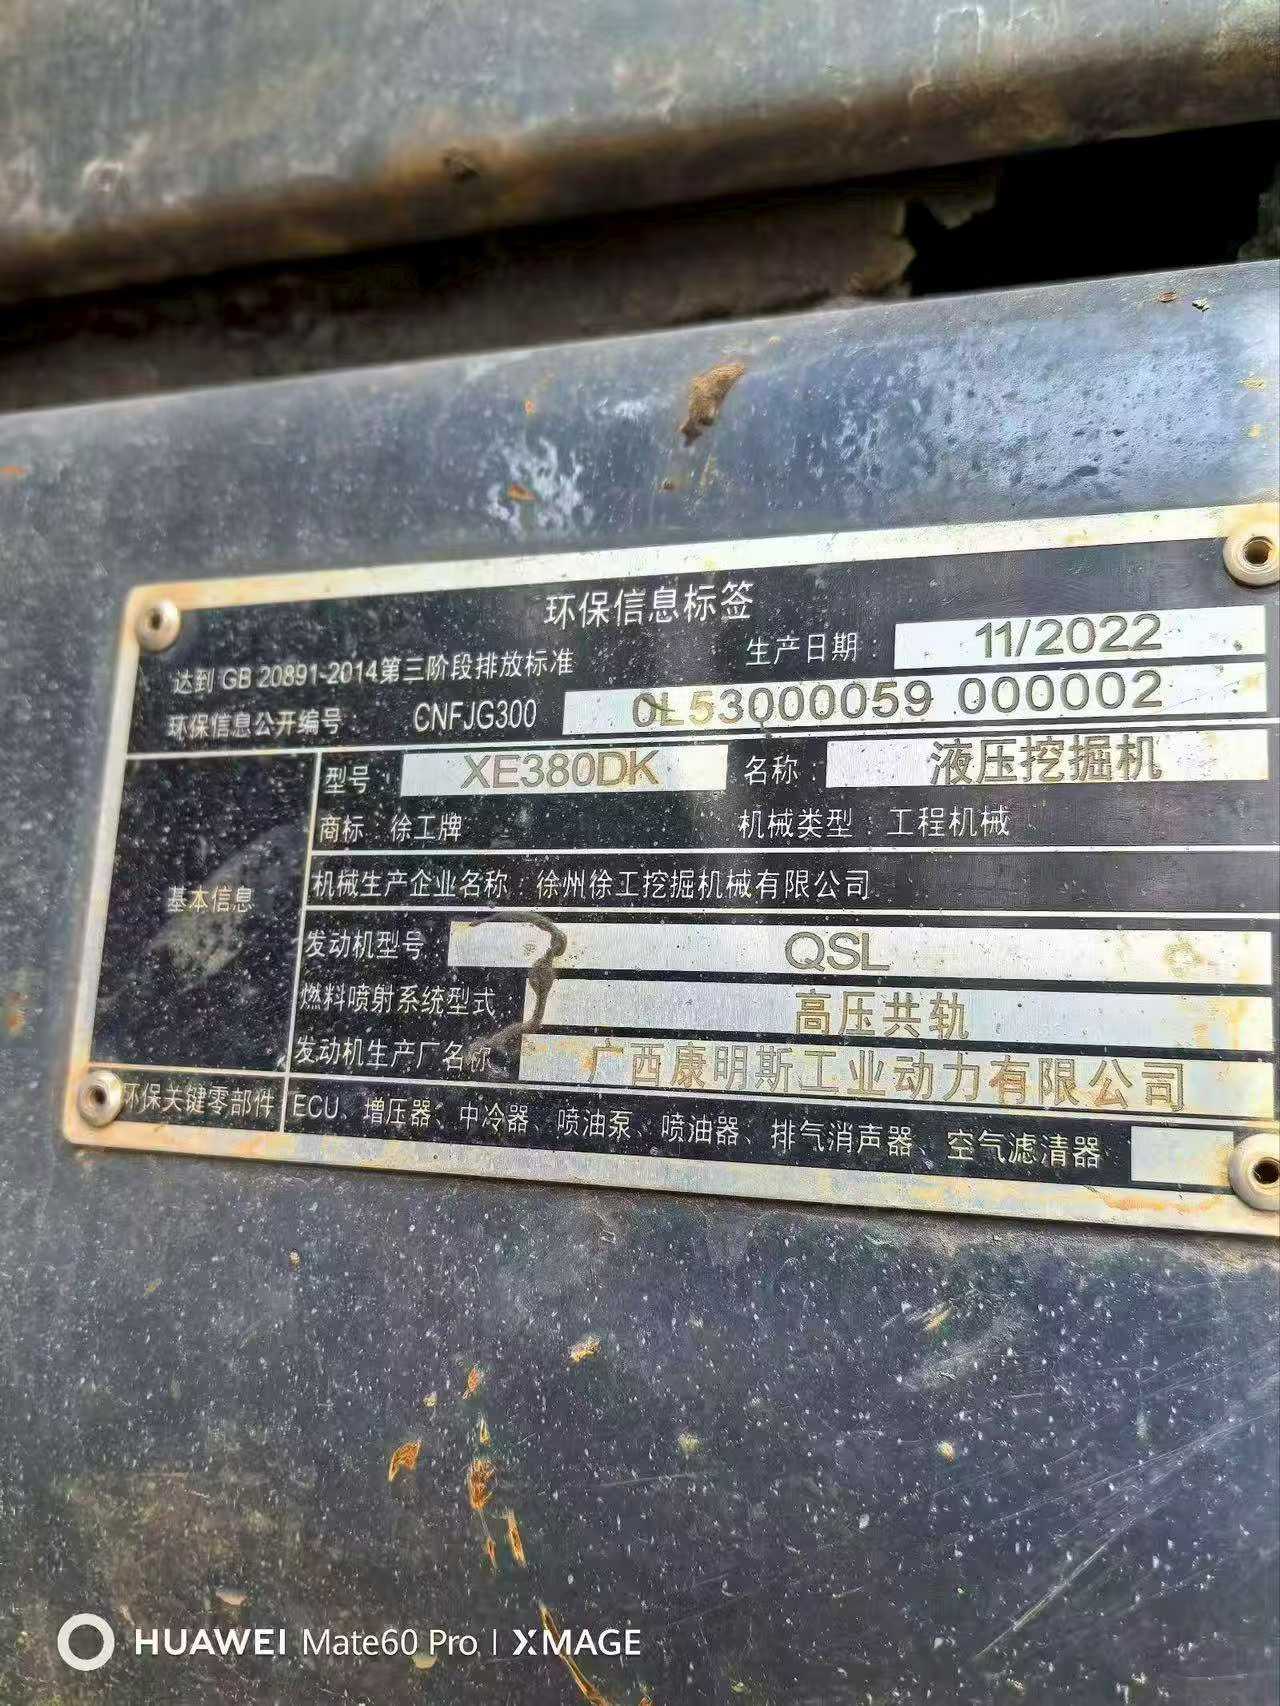 环保信息标签
达到 GB 20891-2014第三阶段排放标准 生产日期： 11/2022
环保信息公开编号： CNFJG300 0L53000059 000002
型号： XE380DK 名称： 液压挖掘机
商标： 徐工牌 机械类型： 工程机械
基本信息
机械生产企业名称：徐州徐工挖掘机械有限公司
发动机型号： QSL
燃料喷射系统型式 高压共轨
发动机生产厂名称 广西康明斯工业动力有限公司
环保关键零部件 ECU、增压器、中冷器、喷油泵、喷油器、排气消声器、空气滤清器
HUAWEI Mate60 Pro | XMAGE